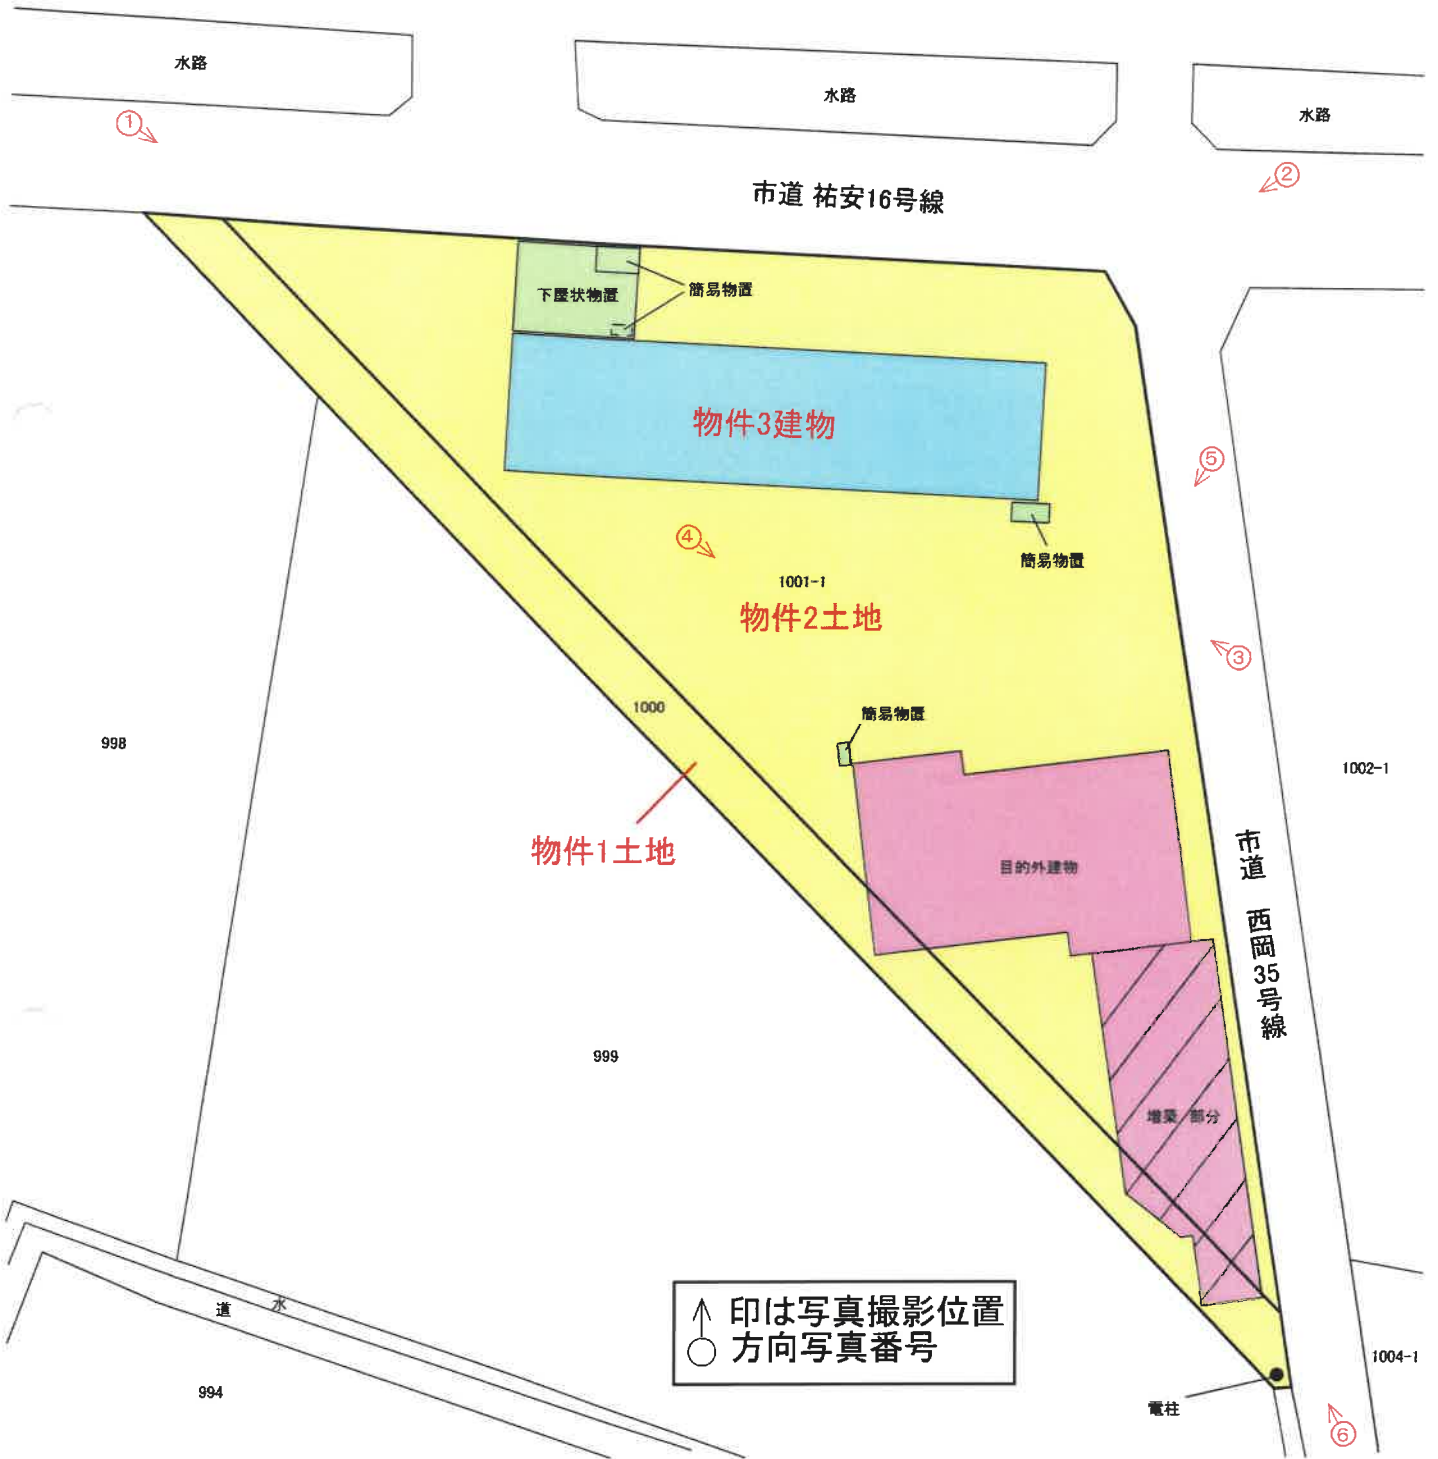 水路
水路
水路
①
②
市道 祐安16号線
下屋状物置
簡易物置
物件3建物
⑤
④
簡易物置
1001-1
物件2土地
③
1000
簡易物置
998
1002-1
物件1土地
目的外建物
市道 西岡35号線
999
増築 部分
水
道
↑ 印は写真撮影位置
○ 方向写真番号
994
1004-1
電柱
⑥